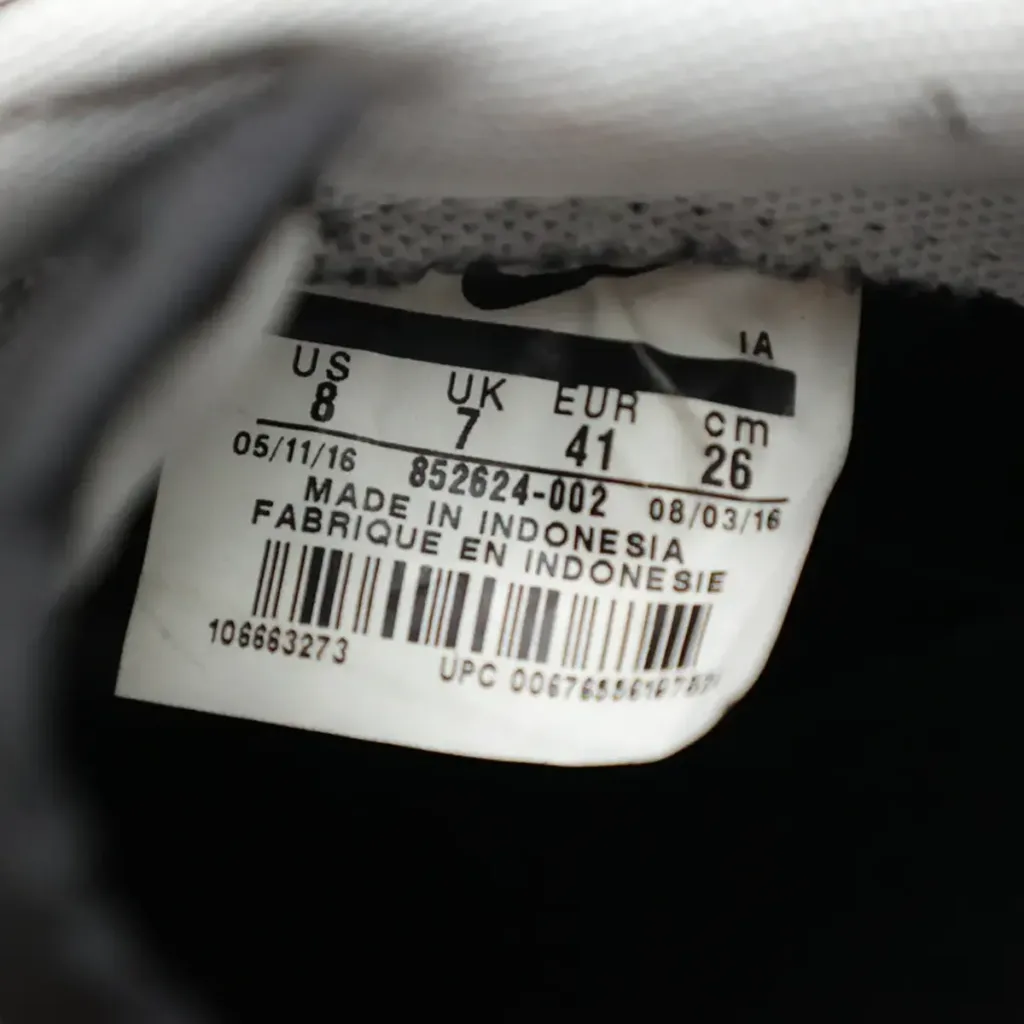 IA
US UK EUR cm
8 7 41 26
05/11/16 852624-002 08/03/16
MADE IN INDONESIA
FABRIQUE EN INDONESIE
106663273
UPC